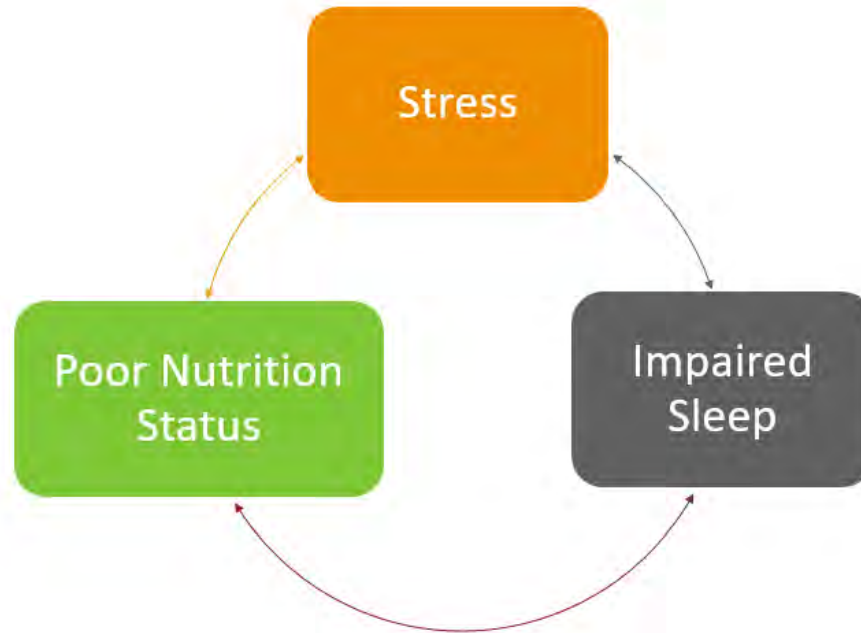 Stress
Poor Nutrition
Status
Impaired
Sleep